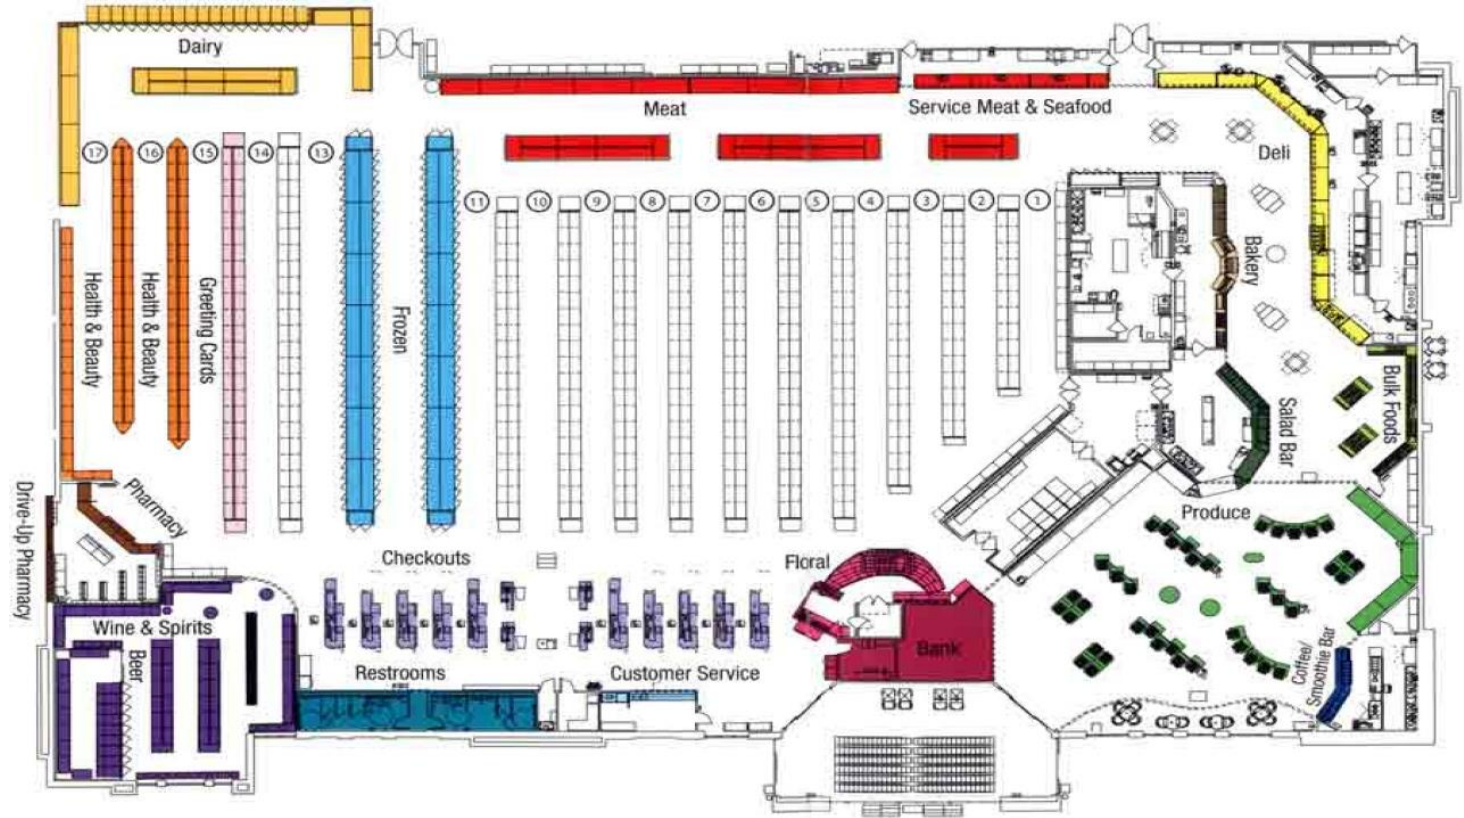 Dairy
Meat
Service Meat & Seafood
Deli
17
16
15
14
13
11
10
9
8
7
6
5
4
3
2
1
Health & Beauty
Health & Beauty
Greeting Cards
Frozen
Bakery
Bulk Foods
Salad Bar
Drive-Up Pharmacy
Pharmacy
Produce
Checkouts
Floral
Wine & Spirits
Beer
Restrooms
Customer Service
Bank
Coffee/
Smoothie Bar